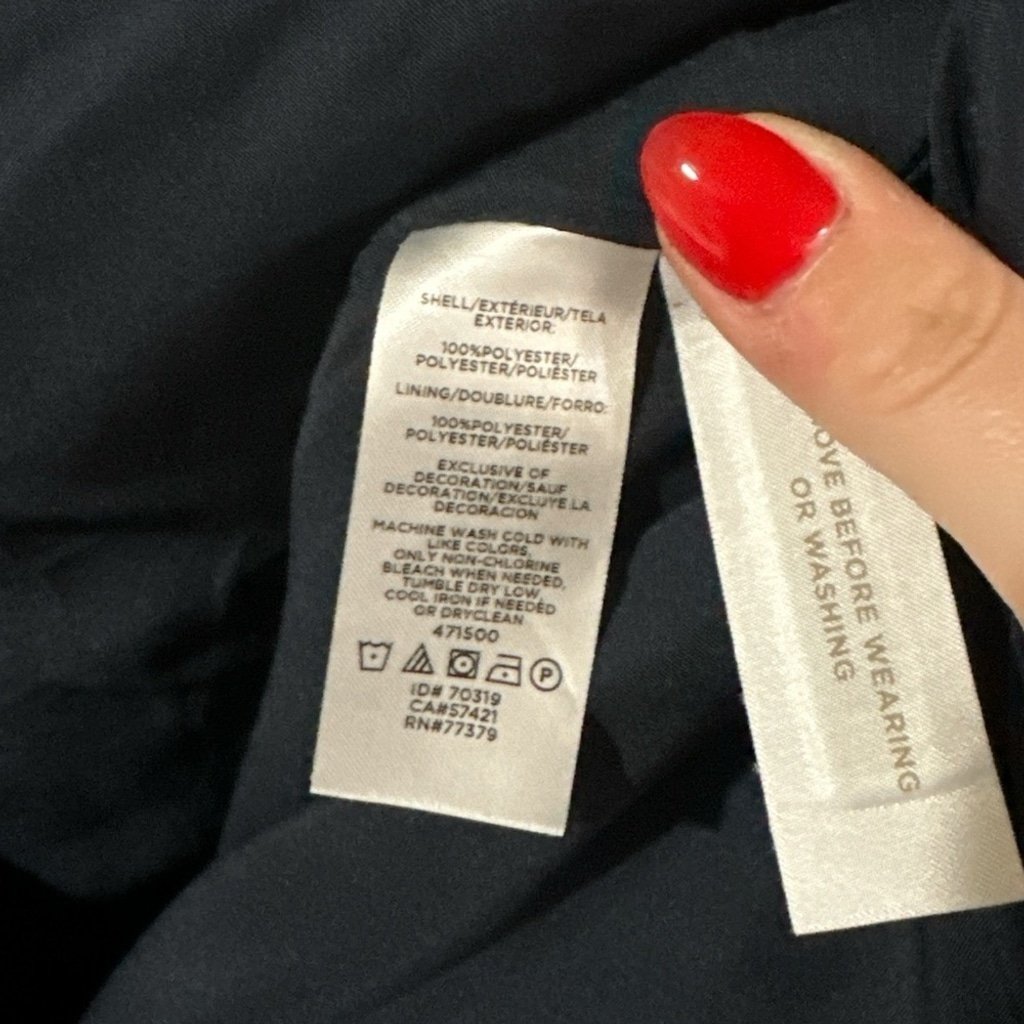 SHELL/EXTÉRIEUR/TELA
EXTERIOR:
100%POLYESTER/
POLYESTER/POLIÉSTER
LINING/DOUBLURE/FORRO:
100%POLYESTER/
POLYESTER/POLIÉSTER
EXCLUSIVE OF
DECORATION/SAUF
DECORATION/EXCLUYE LA
DECORACION
MACHINE WASH COLD WITH
LIKE COLORS,
ONLY NON-CHLORINE
BLEACH WHEN NEEDED,
TUMBLE DRY LOW,
COOL IRON IF NEEDED
OR DRYCLEAN
471500
P
ID# 70319
CA#57421
RN#77379
OVE BEFORE WEARING
OR WASHING